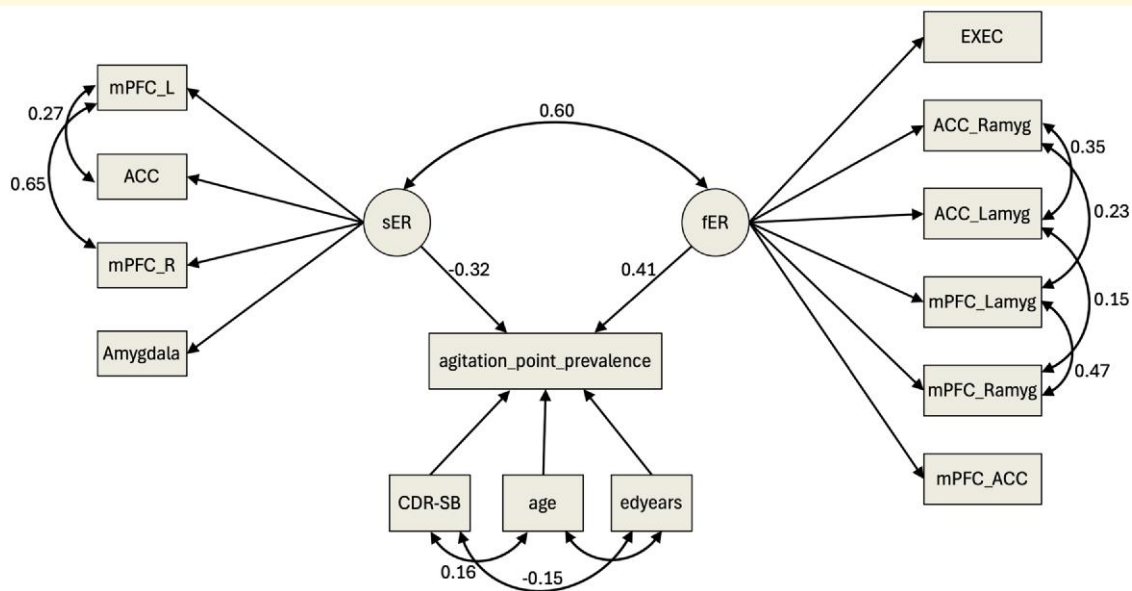 EXEC
mPFC_L
0.27
0.60
ACC_Ramyg
0.35
ACC
0.65
sER
fER
ACC_Lamyg
0.23
mPFC_R
-0.32
0.41
mPFC_Lamyg
0.15
Amygdala
agitation_point_prevalence
mPFC_Ramyg
0.47
CDR-SB
age
edyears
mPFC_ACC
0.16
-0.15